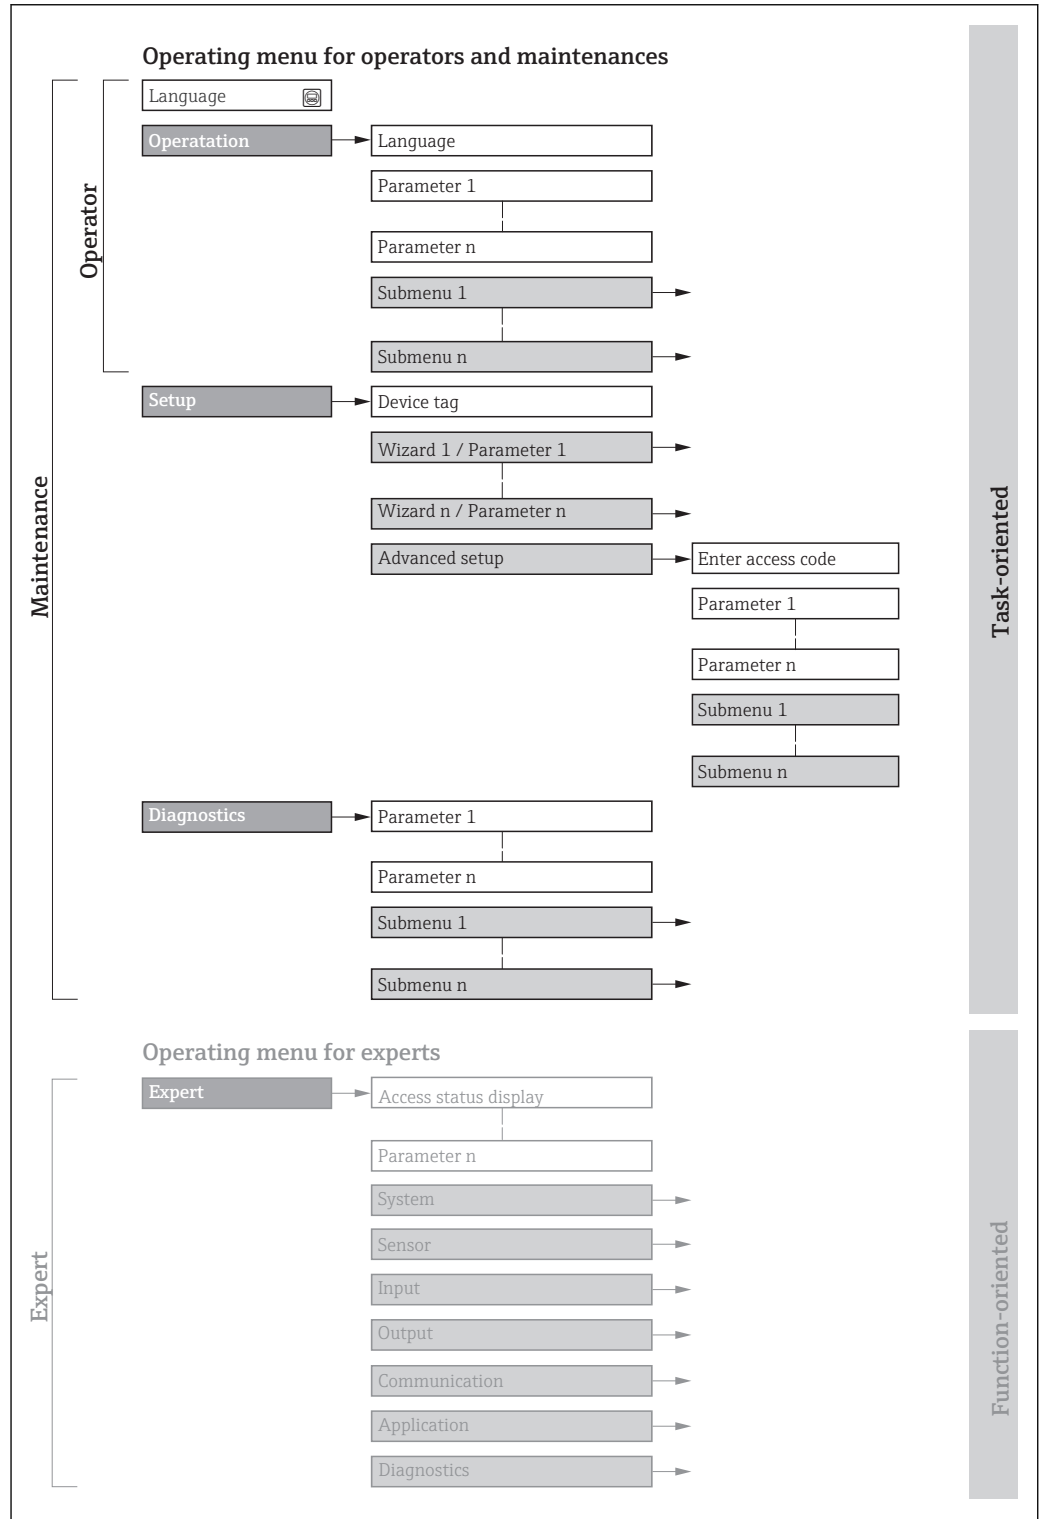 Operating menu for operators and maintenances
Language
Operatation
Language
Parameter 1
Parameter n
Submenu 1
Submenu n
Operator
Setup
Device tag
Wizard 1 / Parameter 1
Wizard n / Parameter n
Advanced setup
Enter access code
Parameter 1
Parameter n
Submenu 1
Submenu n
Maintenance
Task-oriented
Diagnostics
Parameter 1
Parameter n
Submenu 1
Submenu n
Operating menu for experts
Expert
Access status display
Parameter n
System
Sensor
Input
Output
Communication
Application
Diagnostics
Expert
Function-oriented